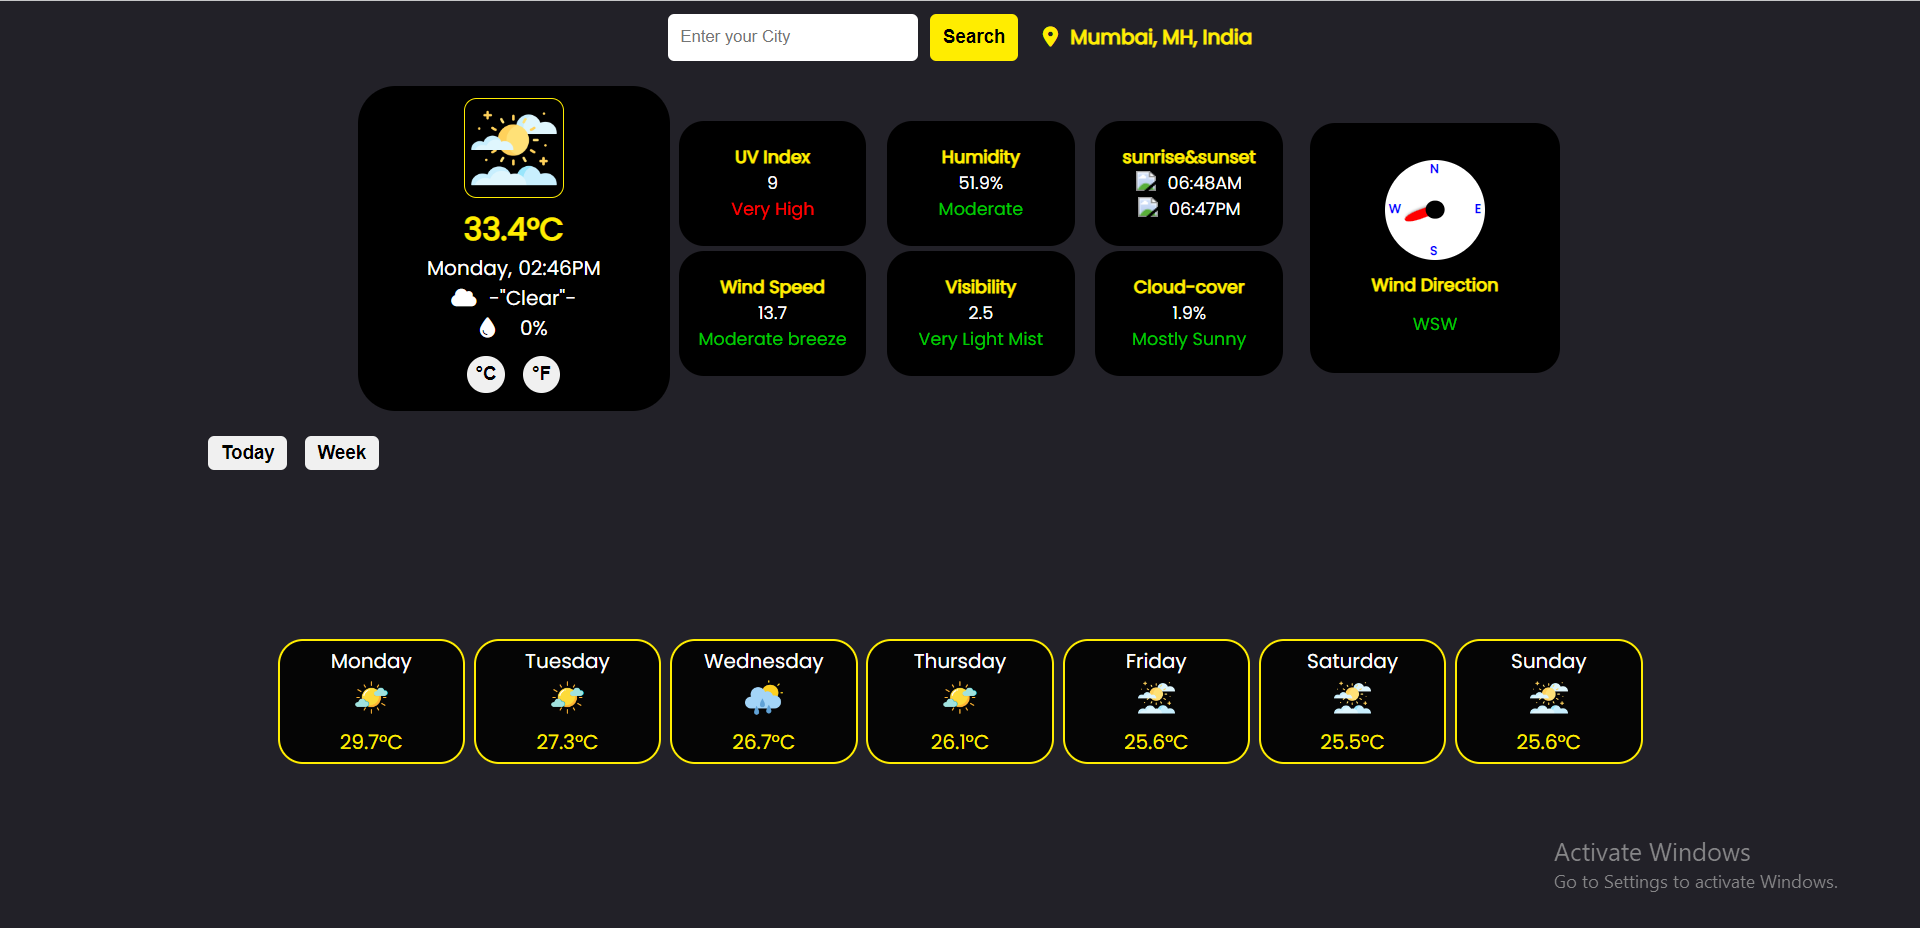 Enter your City
Search
Mumbai, MH, India
33.4°C
Monday, 02:46PM
-"Clear"-
0%
°C
°F
UV Index
9
Very High
Humidity
51.9%
Moderate
sunrise&sunset
06:48AM
06:47PM
Wind Speed
13.7
Moderate breeze
Visibility
2.5
Very Light Mist
Cloud-cover
1.9%
Mostly Sunny
N
W
E
S
Wind Direction
WSW
Today
Week
Monday
29.7°C
Tuesday
27.3°C
Wednesday
26.7°C
Thursday
26.1°C
Friday
25.6°C
Saturday
25.5°C
Sunday
25.6°C
Activate Windows
Go to Settings to activate Windows.